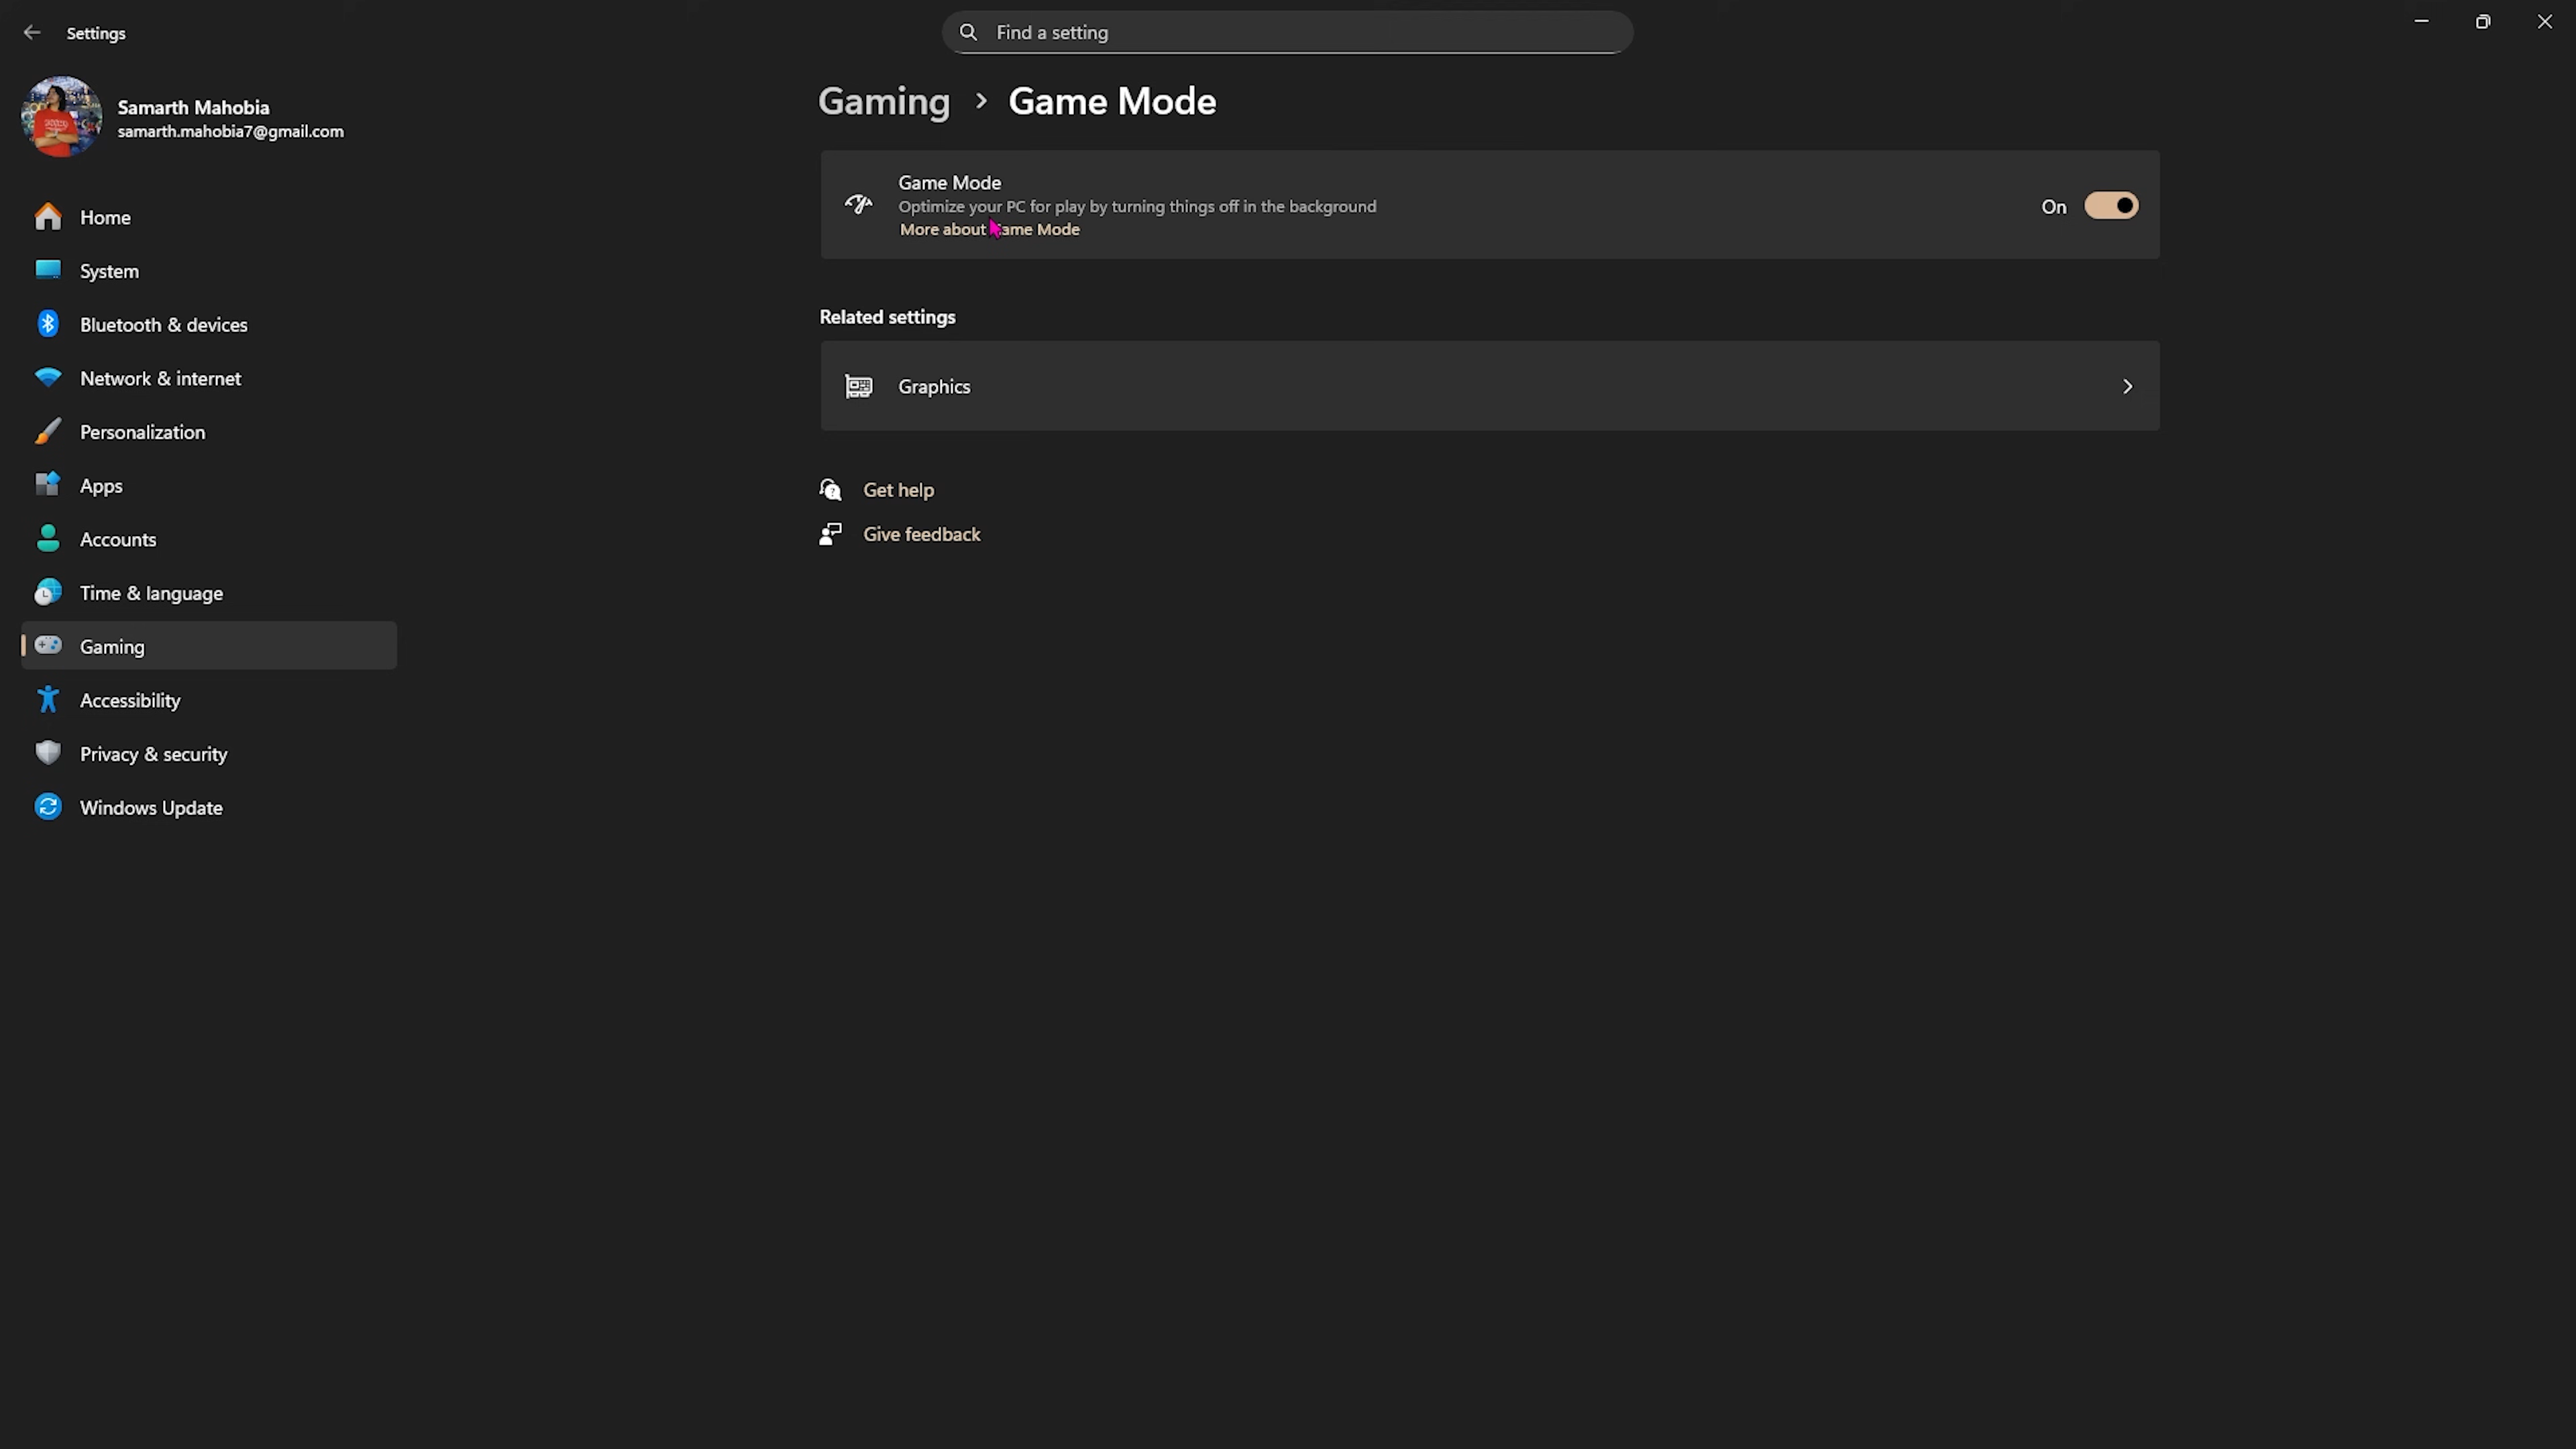 Settings
Find a setting
Samarth Mahobia
samarth.mahobia7@gmail.com
Home
System
Bluetooth & devices
Network & internet
Personalization
Apps
Accounts
Time & language
Gaming
Accessibility
Privacy & security
Windows Update
Gaming > Game Mode
Game Mode
Optimize your PC for play by turning things off in the background
More about Game Mode
On
Related settings
Graphics
Get help
Give feedback